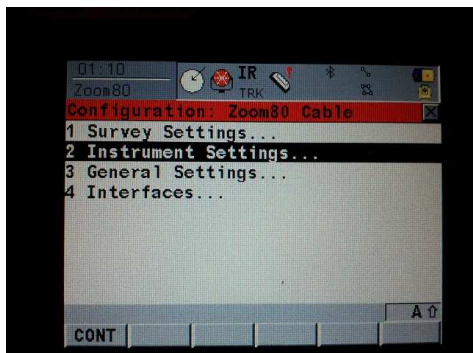 01:10
Zoom80
IR
TRK
Configuration: Zoom80 Cable
1 Survey Settings...
2 Instrument Settings...
3 General Settings...
4 Interfaces...
A
CONT